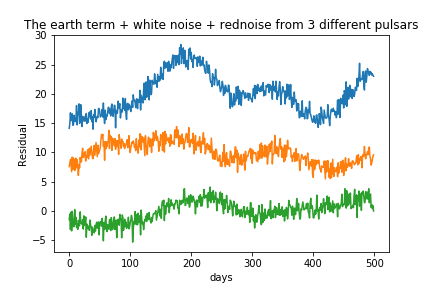 The earth term + white noise + rednoise from 3 different pulsars
30
25
20
15
10
5
0
−5
Residual
0 100 200 300 400 500
days